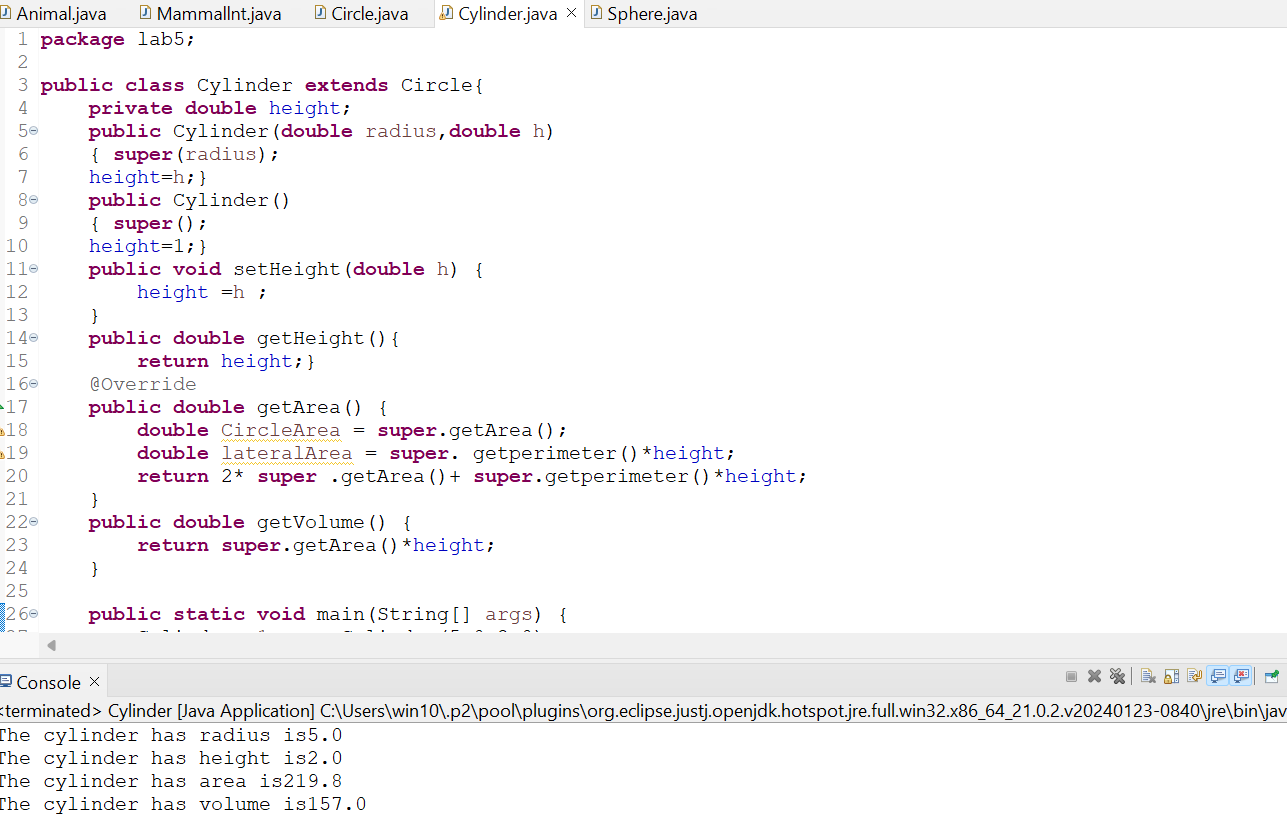 Animal.java MammalInt.java Circle.java Cylinder.java Sphere.java
1 package lab5;
2
3 public class Cylinder extends Circle{
4 private double height;
5 public Cylinder(double radius,double h)
6 { super(radius);
7 height=h;}
8 public Cylinder()
9 { super();
10 height=1;}
11 public void setHeight(double h) {
12 height =h ;
13 }
14 public double getHeight(){
15 return height;}
16 @Override
17 public double getArea() {
18 double CircleArea = super.getArea();
19 double lateralArea = super. getperimeter()*height;
20 return 2* super .getArea()+ super.getperimeter()*height;
21 }
22 public double getVolume() {
23 return super.getArea()*height;
24 }
25
26 public static void main(String[] args) {
Console
<terminated> Cylinder [Java Application] C:\Users\win10\.p2\pool\plugins\org.eclipse.justj.openjdk.hotspot.jre.full.win32.x86_64_21.0.2.v20240123-0840\jre\bin\jav
The cylinder has radius is5.0
The cylinder has height is2.0
The cylinder has area is219.8
The cylinder has volume is157.0